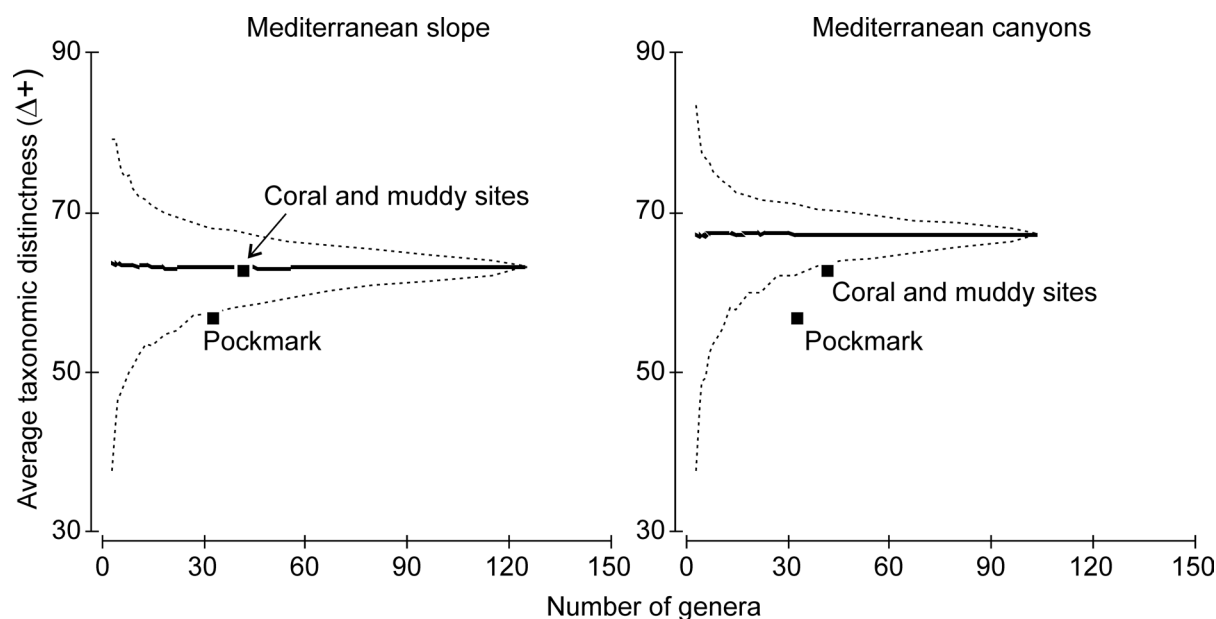 Mediterranean slope
Mediterranean canyons
Average taxonomic distinctness (Δ+)
90
70
50
30
Coral and muddy sites
Pockmark
0 30 60 90 120 150
90
70
50
30
Coral and muddy sites
Pockmark
0 30 60 90 120 150
Number of genera